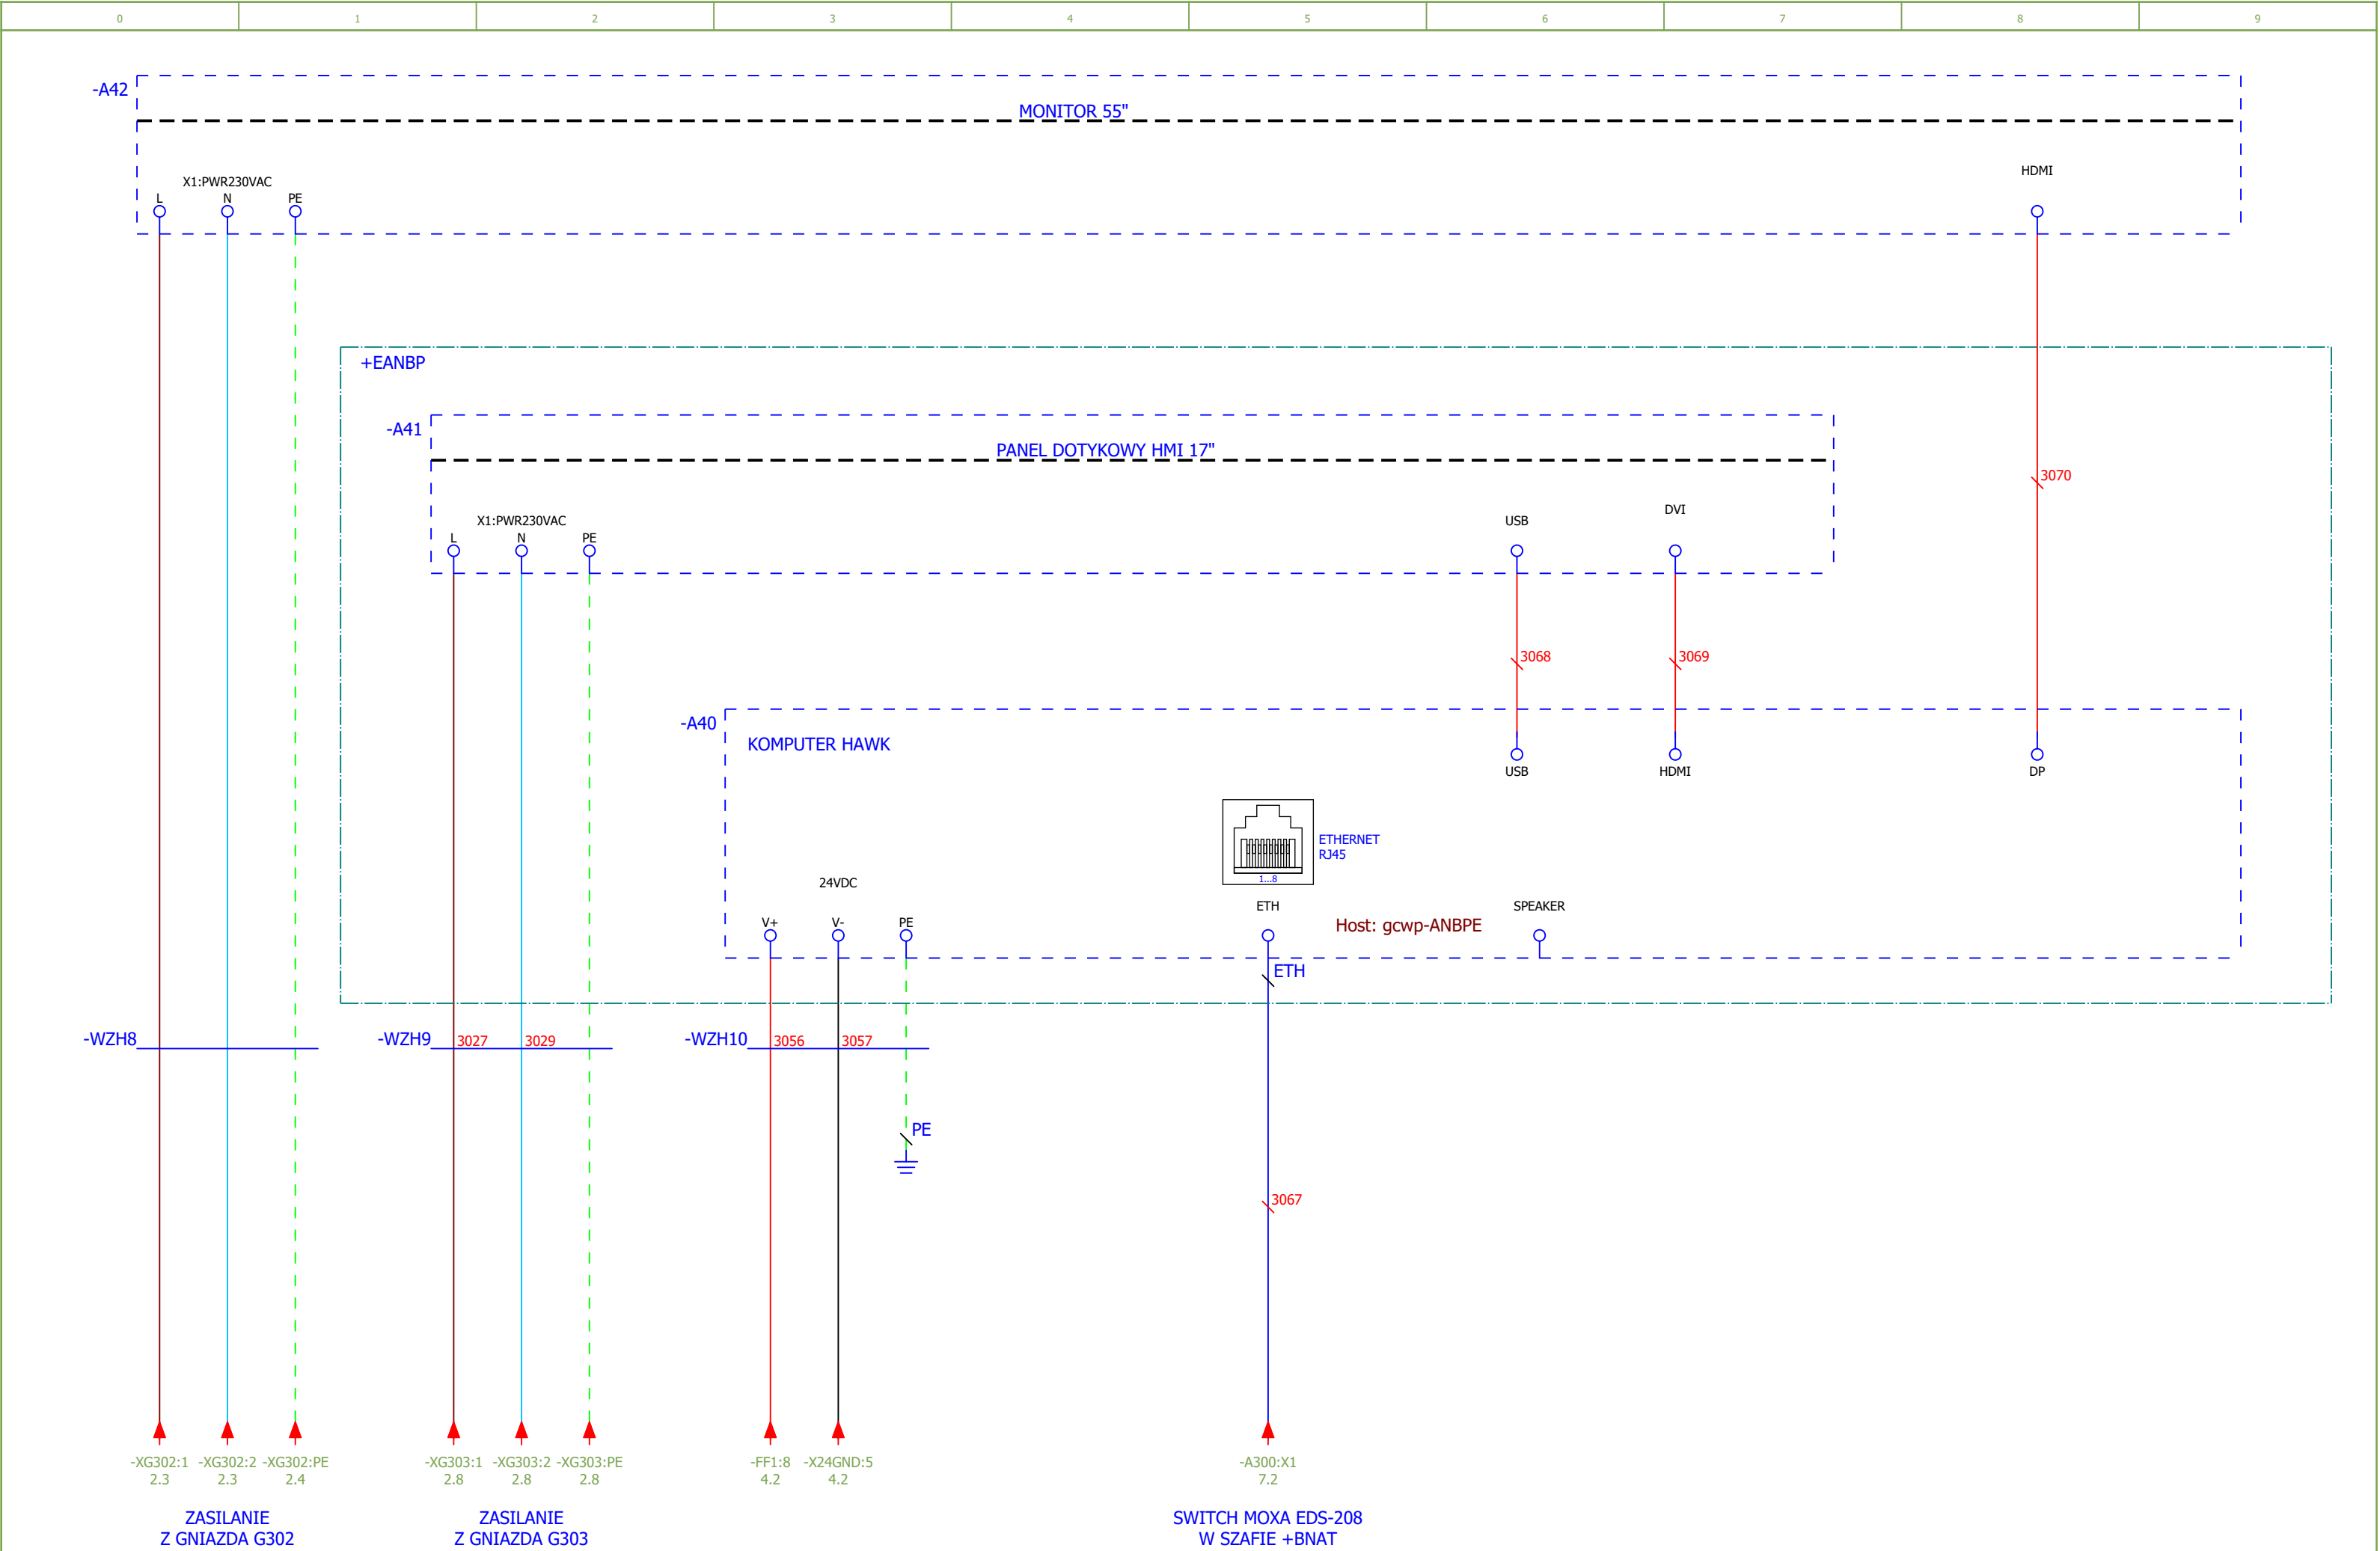 0 1 2 3 4 5 6 7 8 9
-A42
MONITOR 55"
X1:PWR230VAC
L N PE
HDMI
+EANBP
-A41
PANEL DOTYKOWY HMI 17"
X1:PWR230VAC
L N PE
USB
DVI
3070
3068
3069
-A40
KOMPUTER HAWK
USB
HDMI
DP
ETHERNET
RJ45
1...8
24VDC
V+ V- PE
ETH
Host: gcwp-ANBPE
SPEAKER
ETH
-WZH8
-WZH9 3027 3029
-WZH10 3056 3057
PE
3067
-XG302:1 -XG302:2 -XG302:PE -XG303:1 -XG303:2 -XG303:PE -FF1:8 -X24GND:5 -A300:X1
2.3 2.3 2.4 2.8 2.8 2.8 4.2 4.2 7.2
ZASILANIE
Z GNIAZDA G302
ZASILANIE
Z GNIAZDA G303
SWITCH MOXA EDS-208
W SZAFIE +BNAT